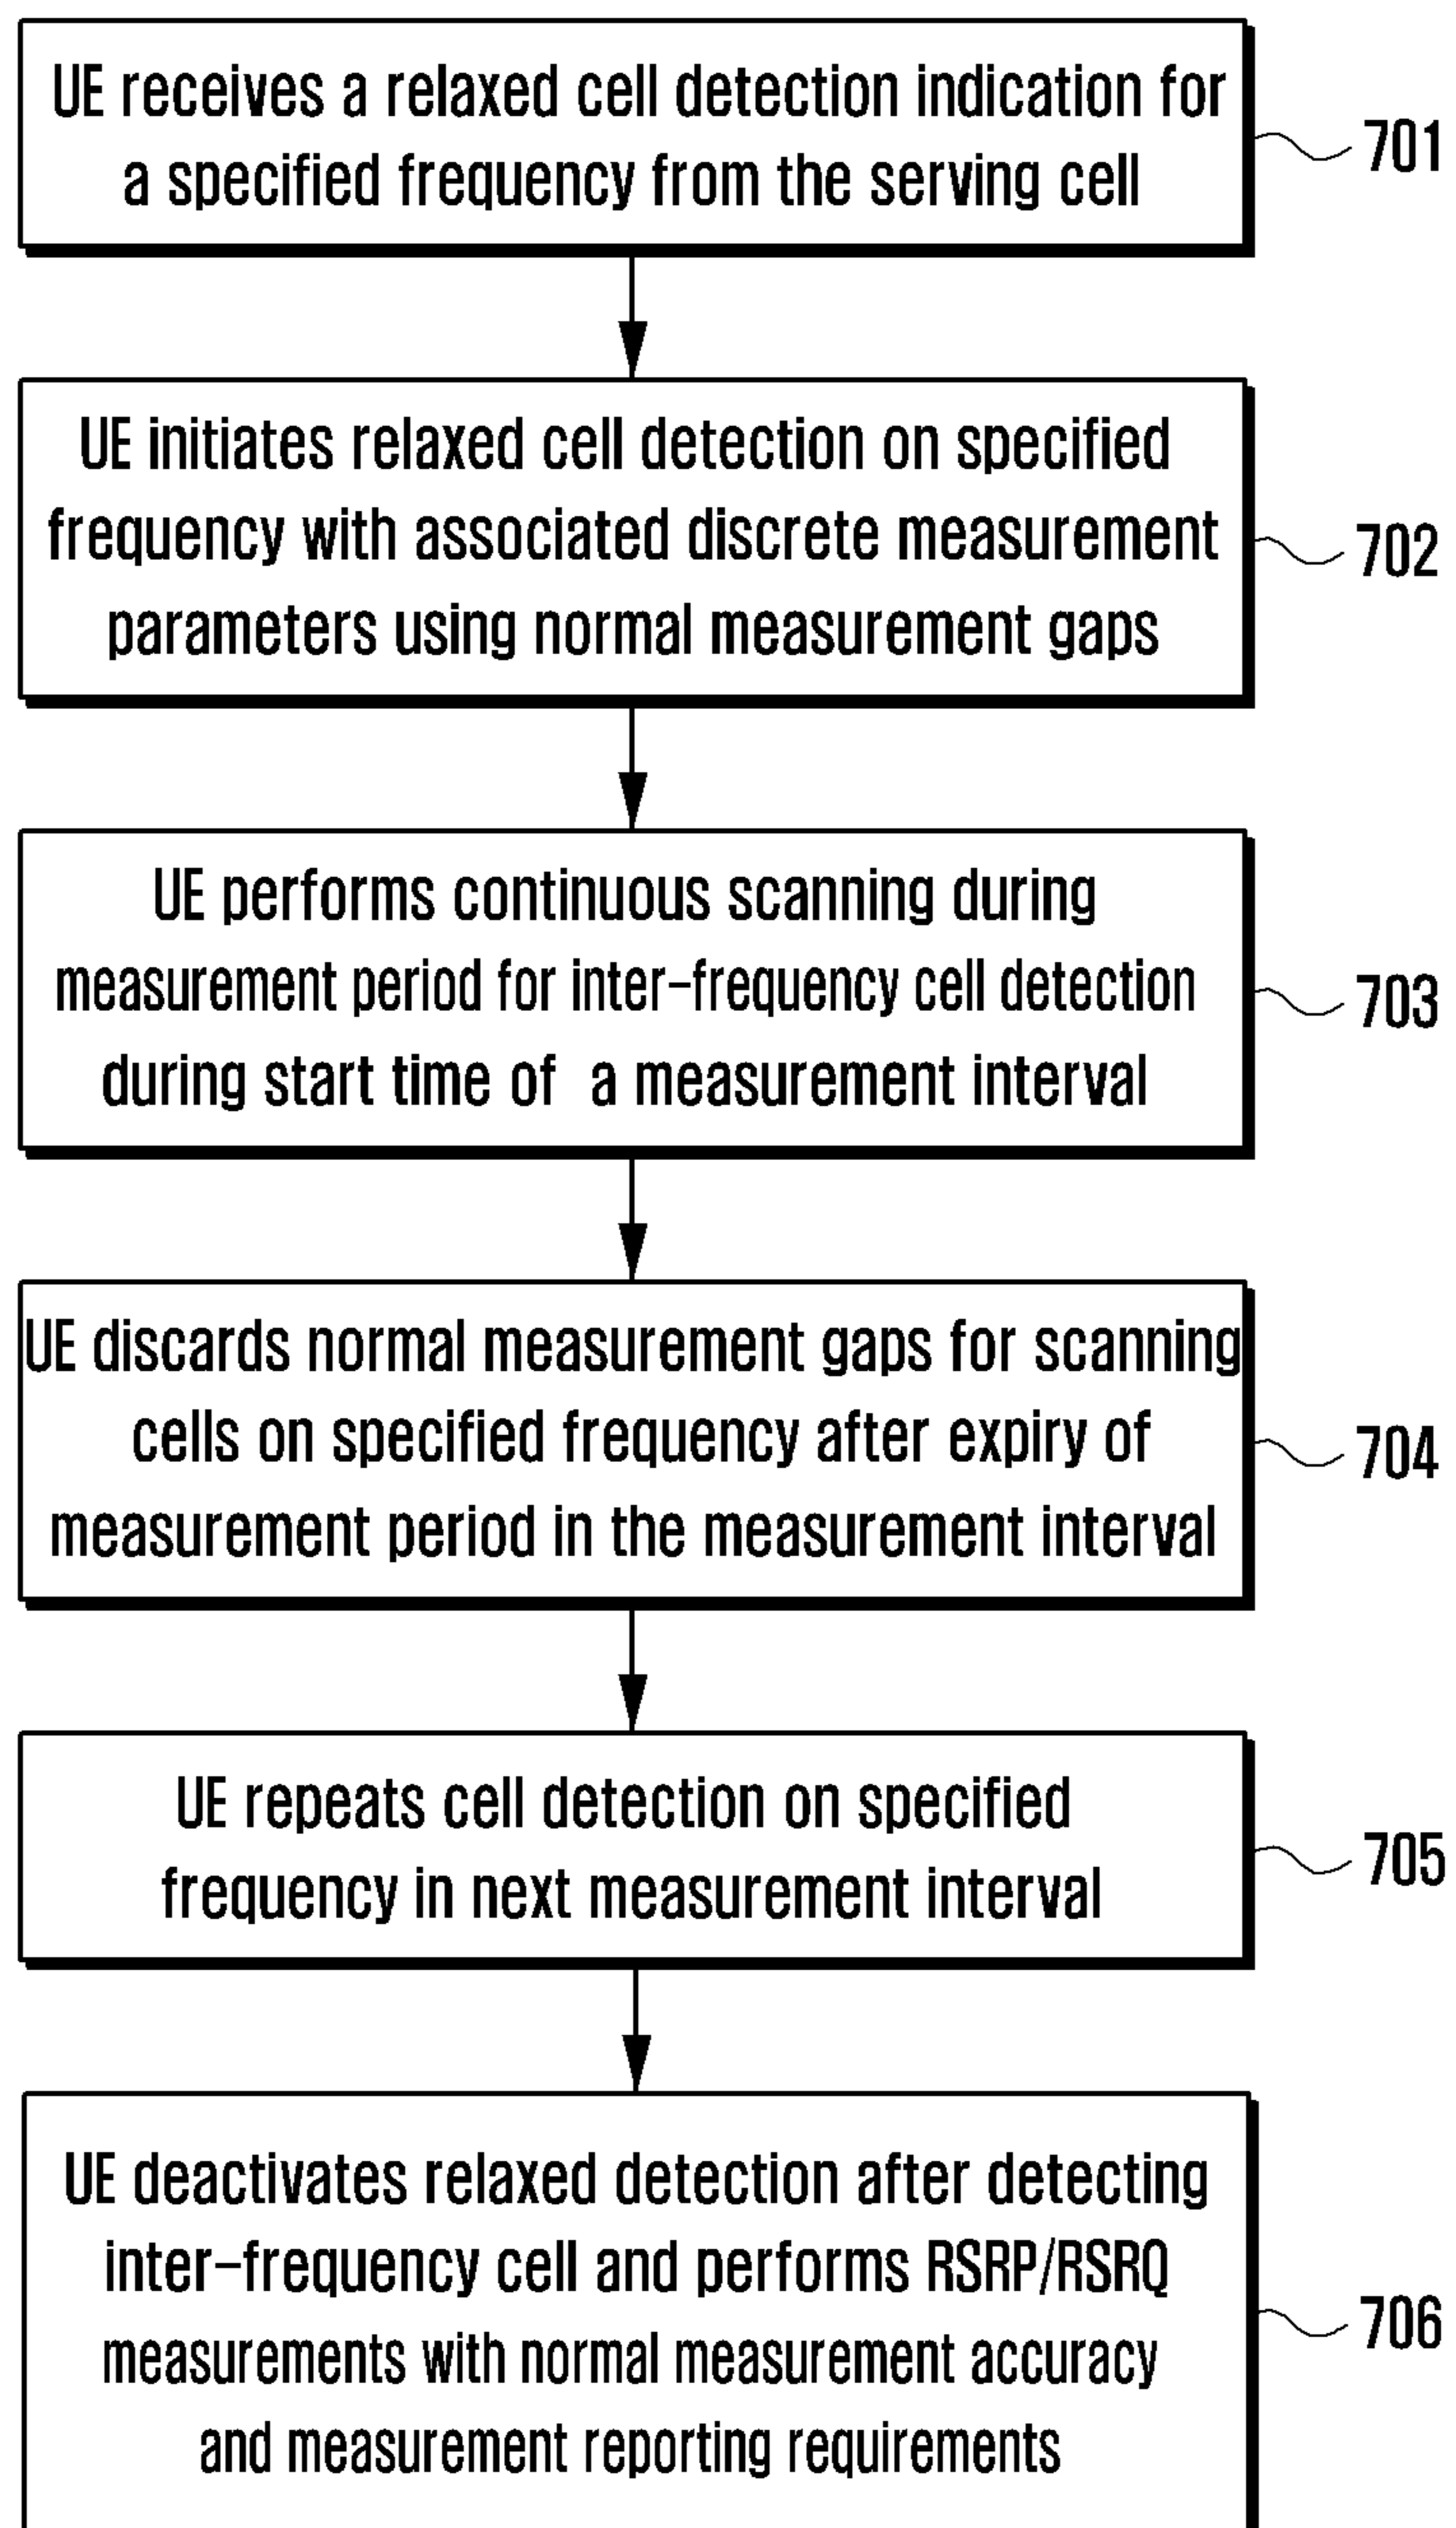 UE receives a relaxed cell detection indication for
a specified frequency from the serving cell
701
UE initiates relaxed cell detection on specified
frequency with associated discrete measurement
parameters using normal measurement gaps
702
UE performs continuous scanning during
measurement period for inter-frequency cell detection
during start time of a measurement interval
703
UE discards normal measurement gaps for scanning
cells on specified frequency after expiry of
measurement period in the measurement interval
704
UE repeats cell detection on specified
frequency in next measurement interval
705
UE deactivates relaxed detection after detecting
inter-frequency cell and performs RSRP/RSRQ
measurements with normal measurement accuracy
and measurement reporting requirements
706